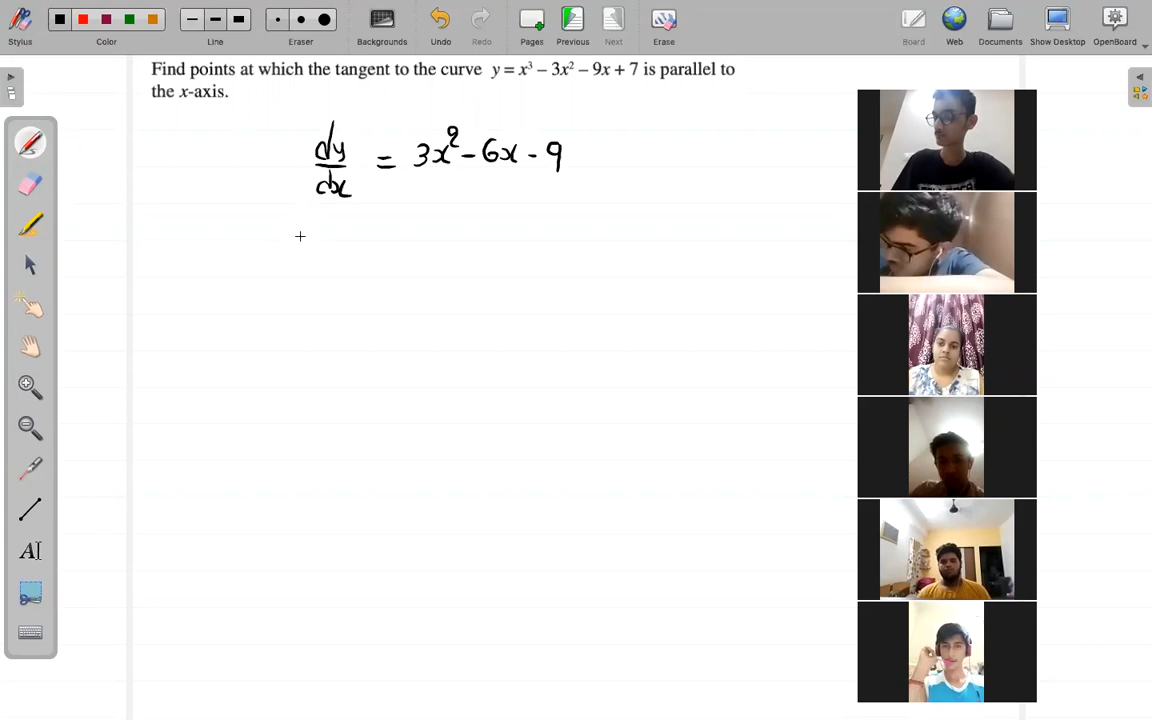 Stylus Color Line Eraser Backgrounds Undo Redo Pages Previous Next Erase Board Web Documents Show Desktop OpenBoard
Find points at which the tangent to the curve y = x³ – 3x² – 9x + 7 is parallel to
the x-axis.
dy/dx = 3x² - 6x - 9